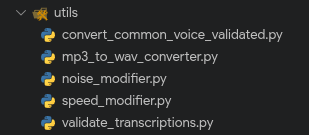 utils
convert_common_voice_validated.py
mp3_to_wav_converter.py
noise_modifier.py
speed_modifier.py
validate_transcriptions.py